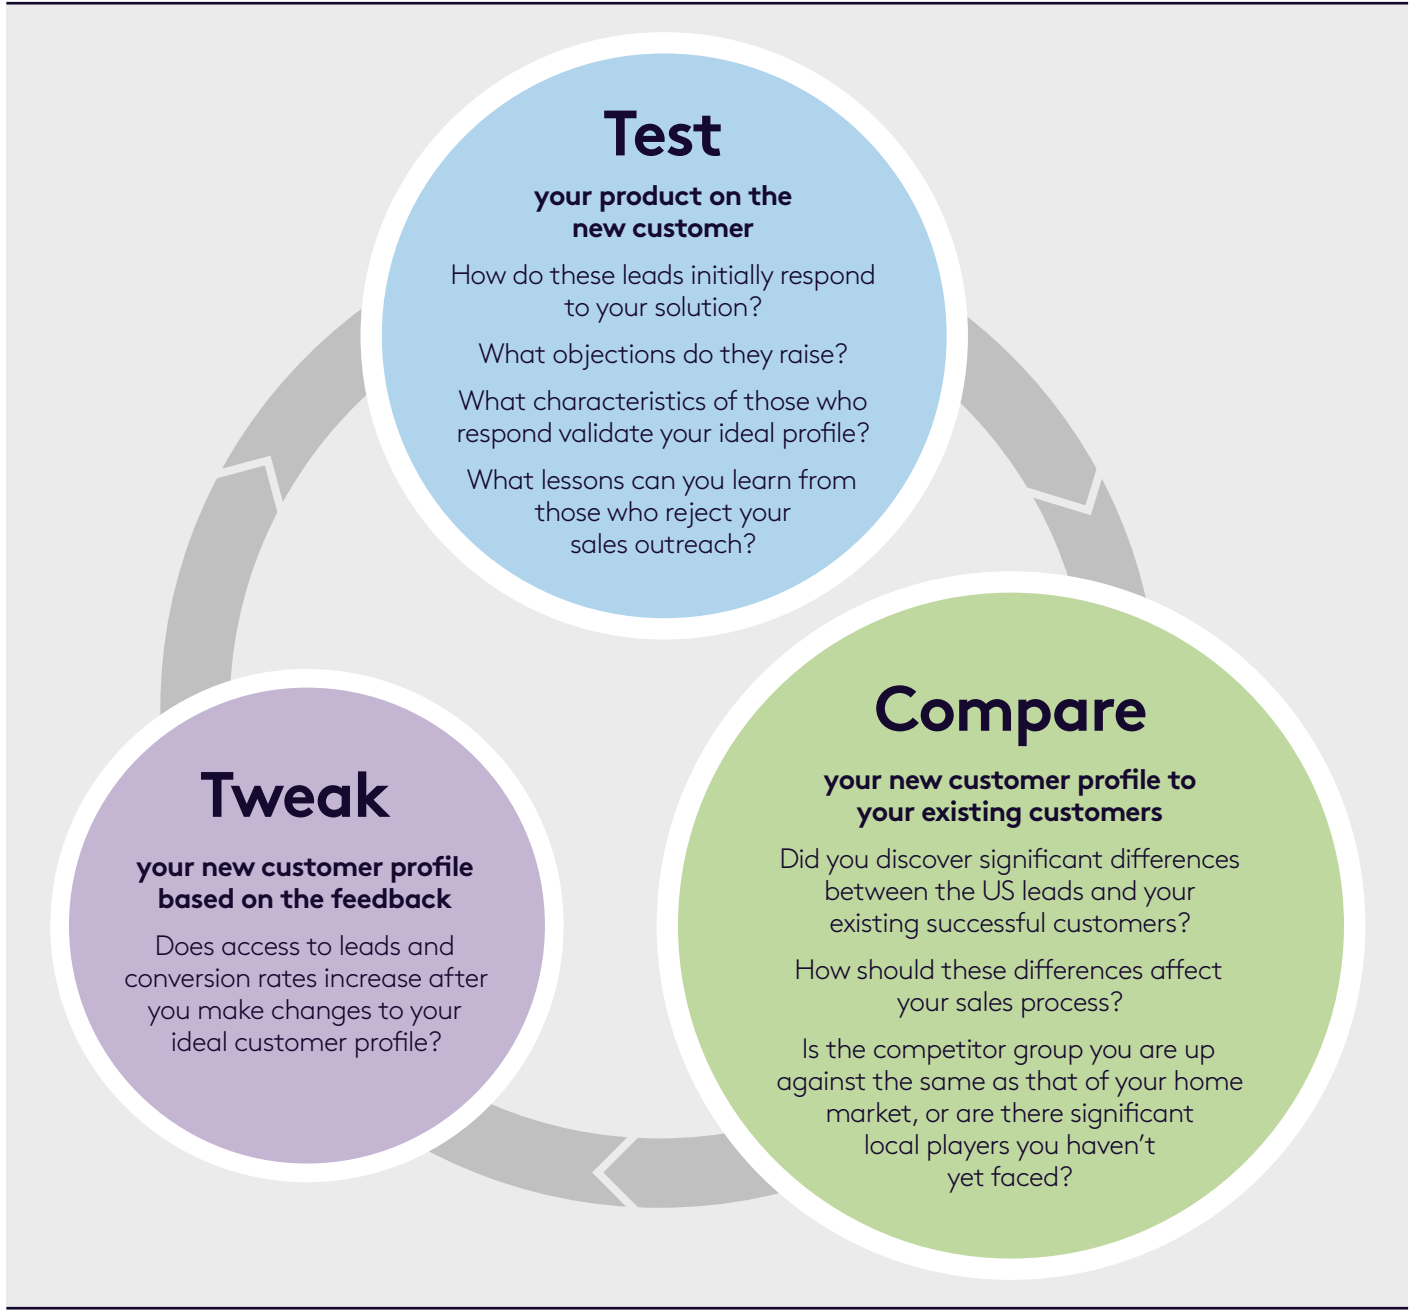 Test
your product on the
new customer
How do these leads initially respond
to your solution?
What objections do they raise?
What characteristics of those who
respond validate your ideal profile?
What lessons can you learn from
those who reject your
sales outreach?
Compare
your new customer profile to
your existing customers
Did you discover significant differences
between the US leads and your
existing successful customers?
How should these differences affect
your sales process?
Is the competitor group you are up
against the same as that of your home
market, or are there significant
local players you haven’t
yet faced?
Tweak
your new customer profile
based on the feedback
Does access to leads and
conversion rates increase after
you make changes to your
ideal customer profile?